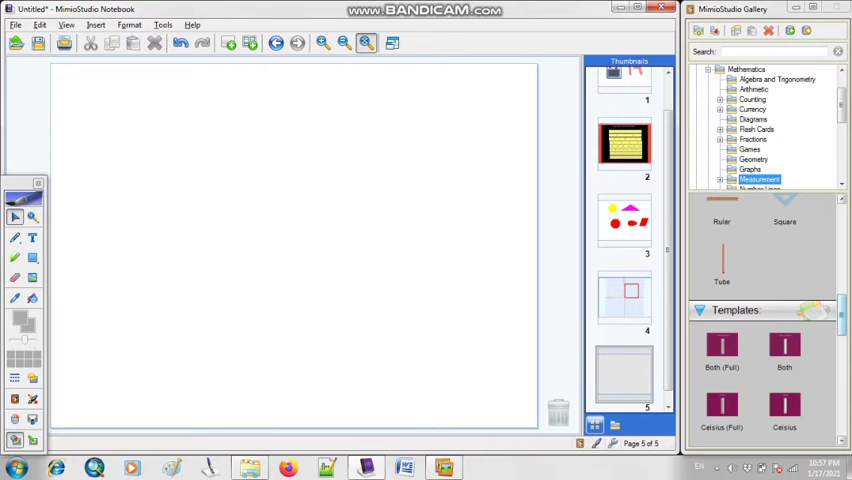 Untitled* - MimioStudio Notebook
www.BANDICAM.com
MimioStudio Gallery
File
Edit
View
Insert
Format
Tools
Help
Search:
Thumbnails
1
2
3
4
5
Mathematics
Algebra and Trigonometry
Arithmetic
Counting
Currency
Diagrams
Flash Cards
Fractions
Games
Geometry
Graphs
Measurement
Number Lines
Ruler
Square
Tube
Templates:
Both (Full)
Both
Celsius (Full)
Celsius
Page 5 of 5
EN
10:57 PM
1/17/2021